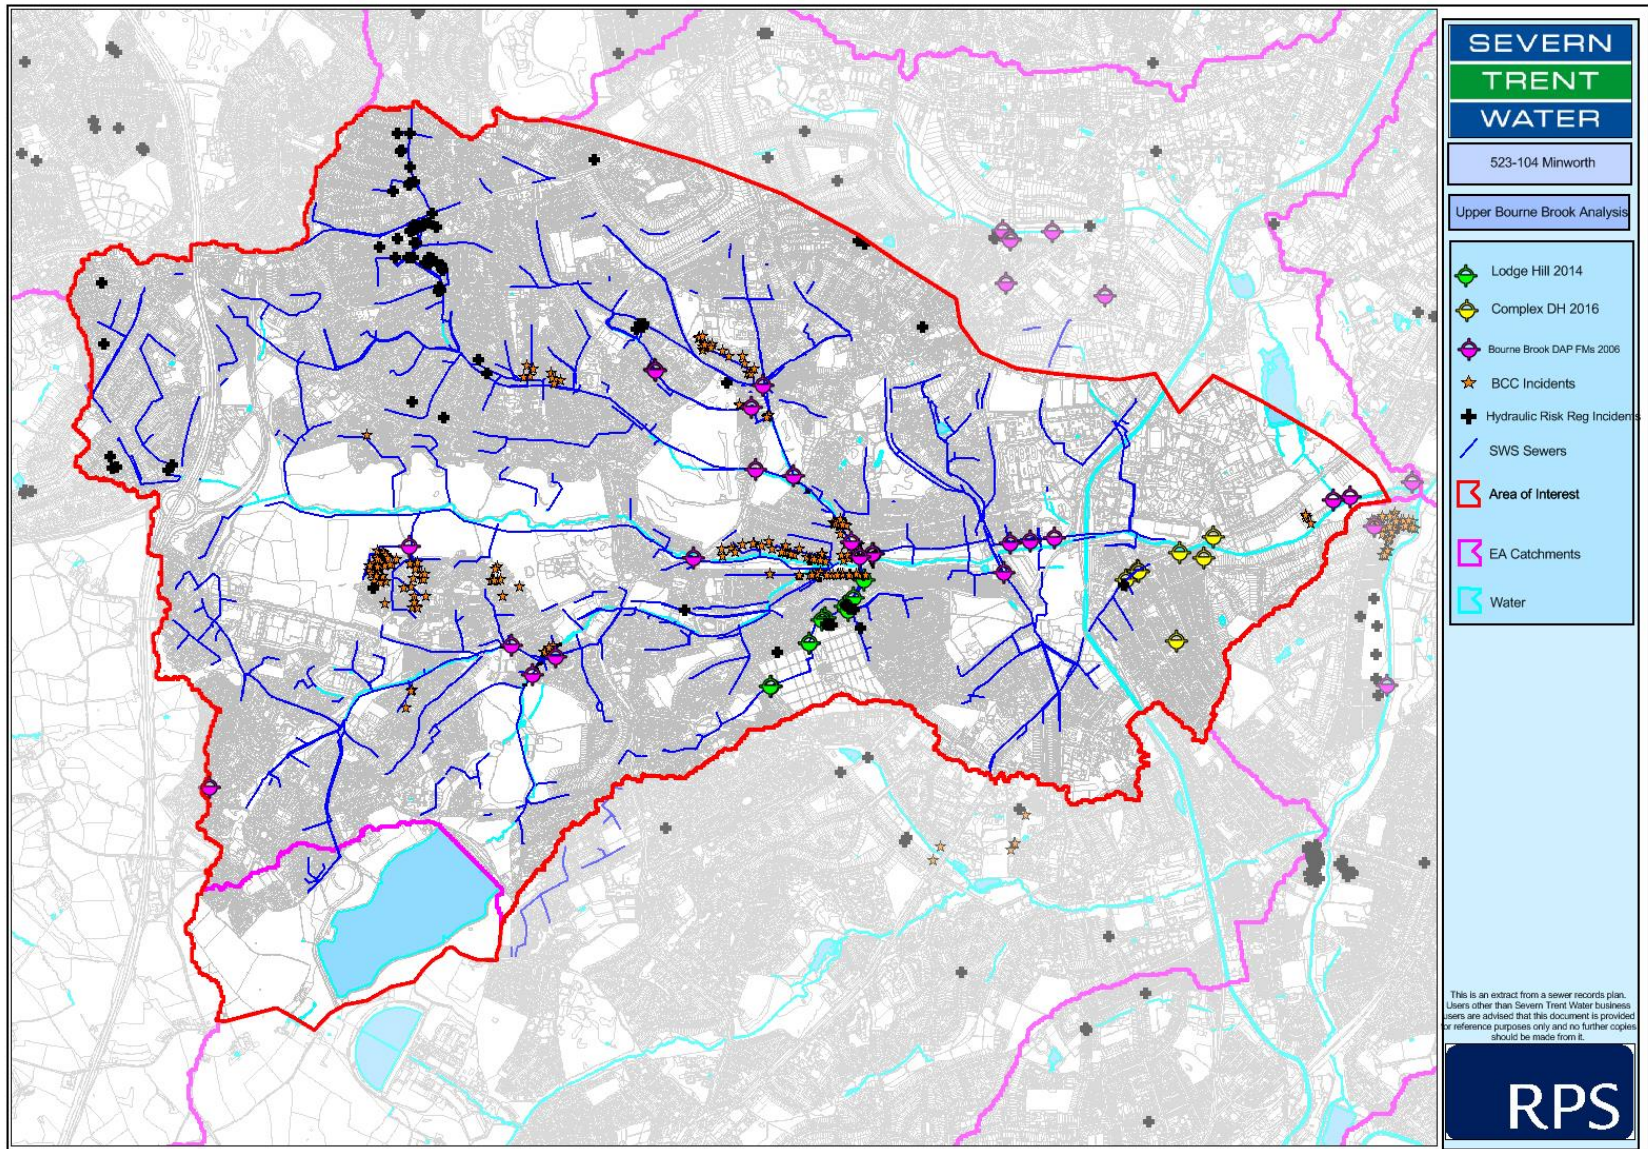 SEVERN
TRENT
WATER
523-104 Minworth
Upper Bourne Brook Analysis
Lodge Hill 2014
Complex DH 2016
Bourne Brook DAP FMs 2006
BCC Incidents
Hydraulic Risk Reg Incidents
SWS Sewers
Area of Interest
EA Catchments
Water
This is an extract from a sewer records plan.
Users other than Severn Trent Water business
users are advised that this document is provided
for reference purposes only and no further copies
should be made from it.
RPS